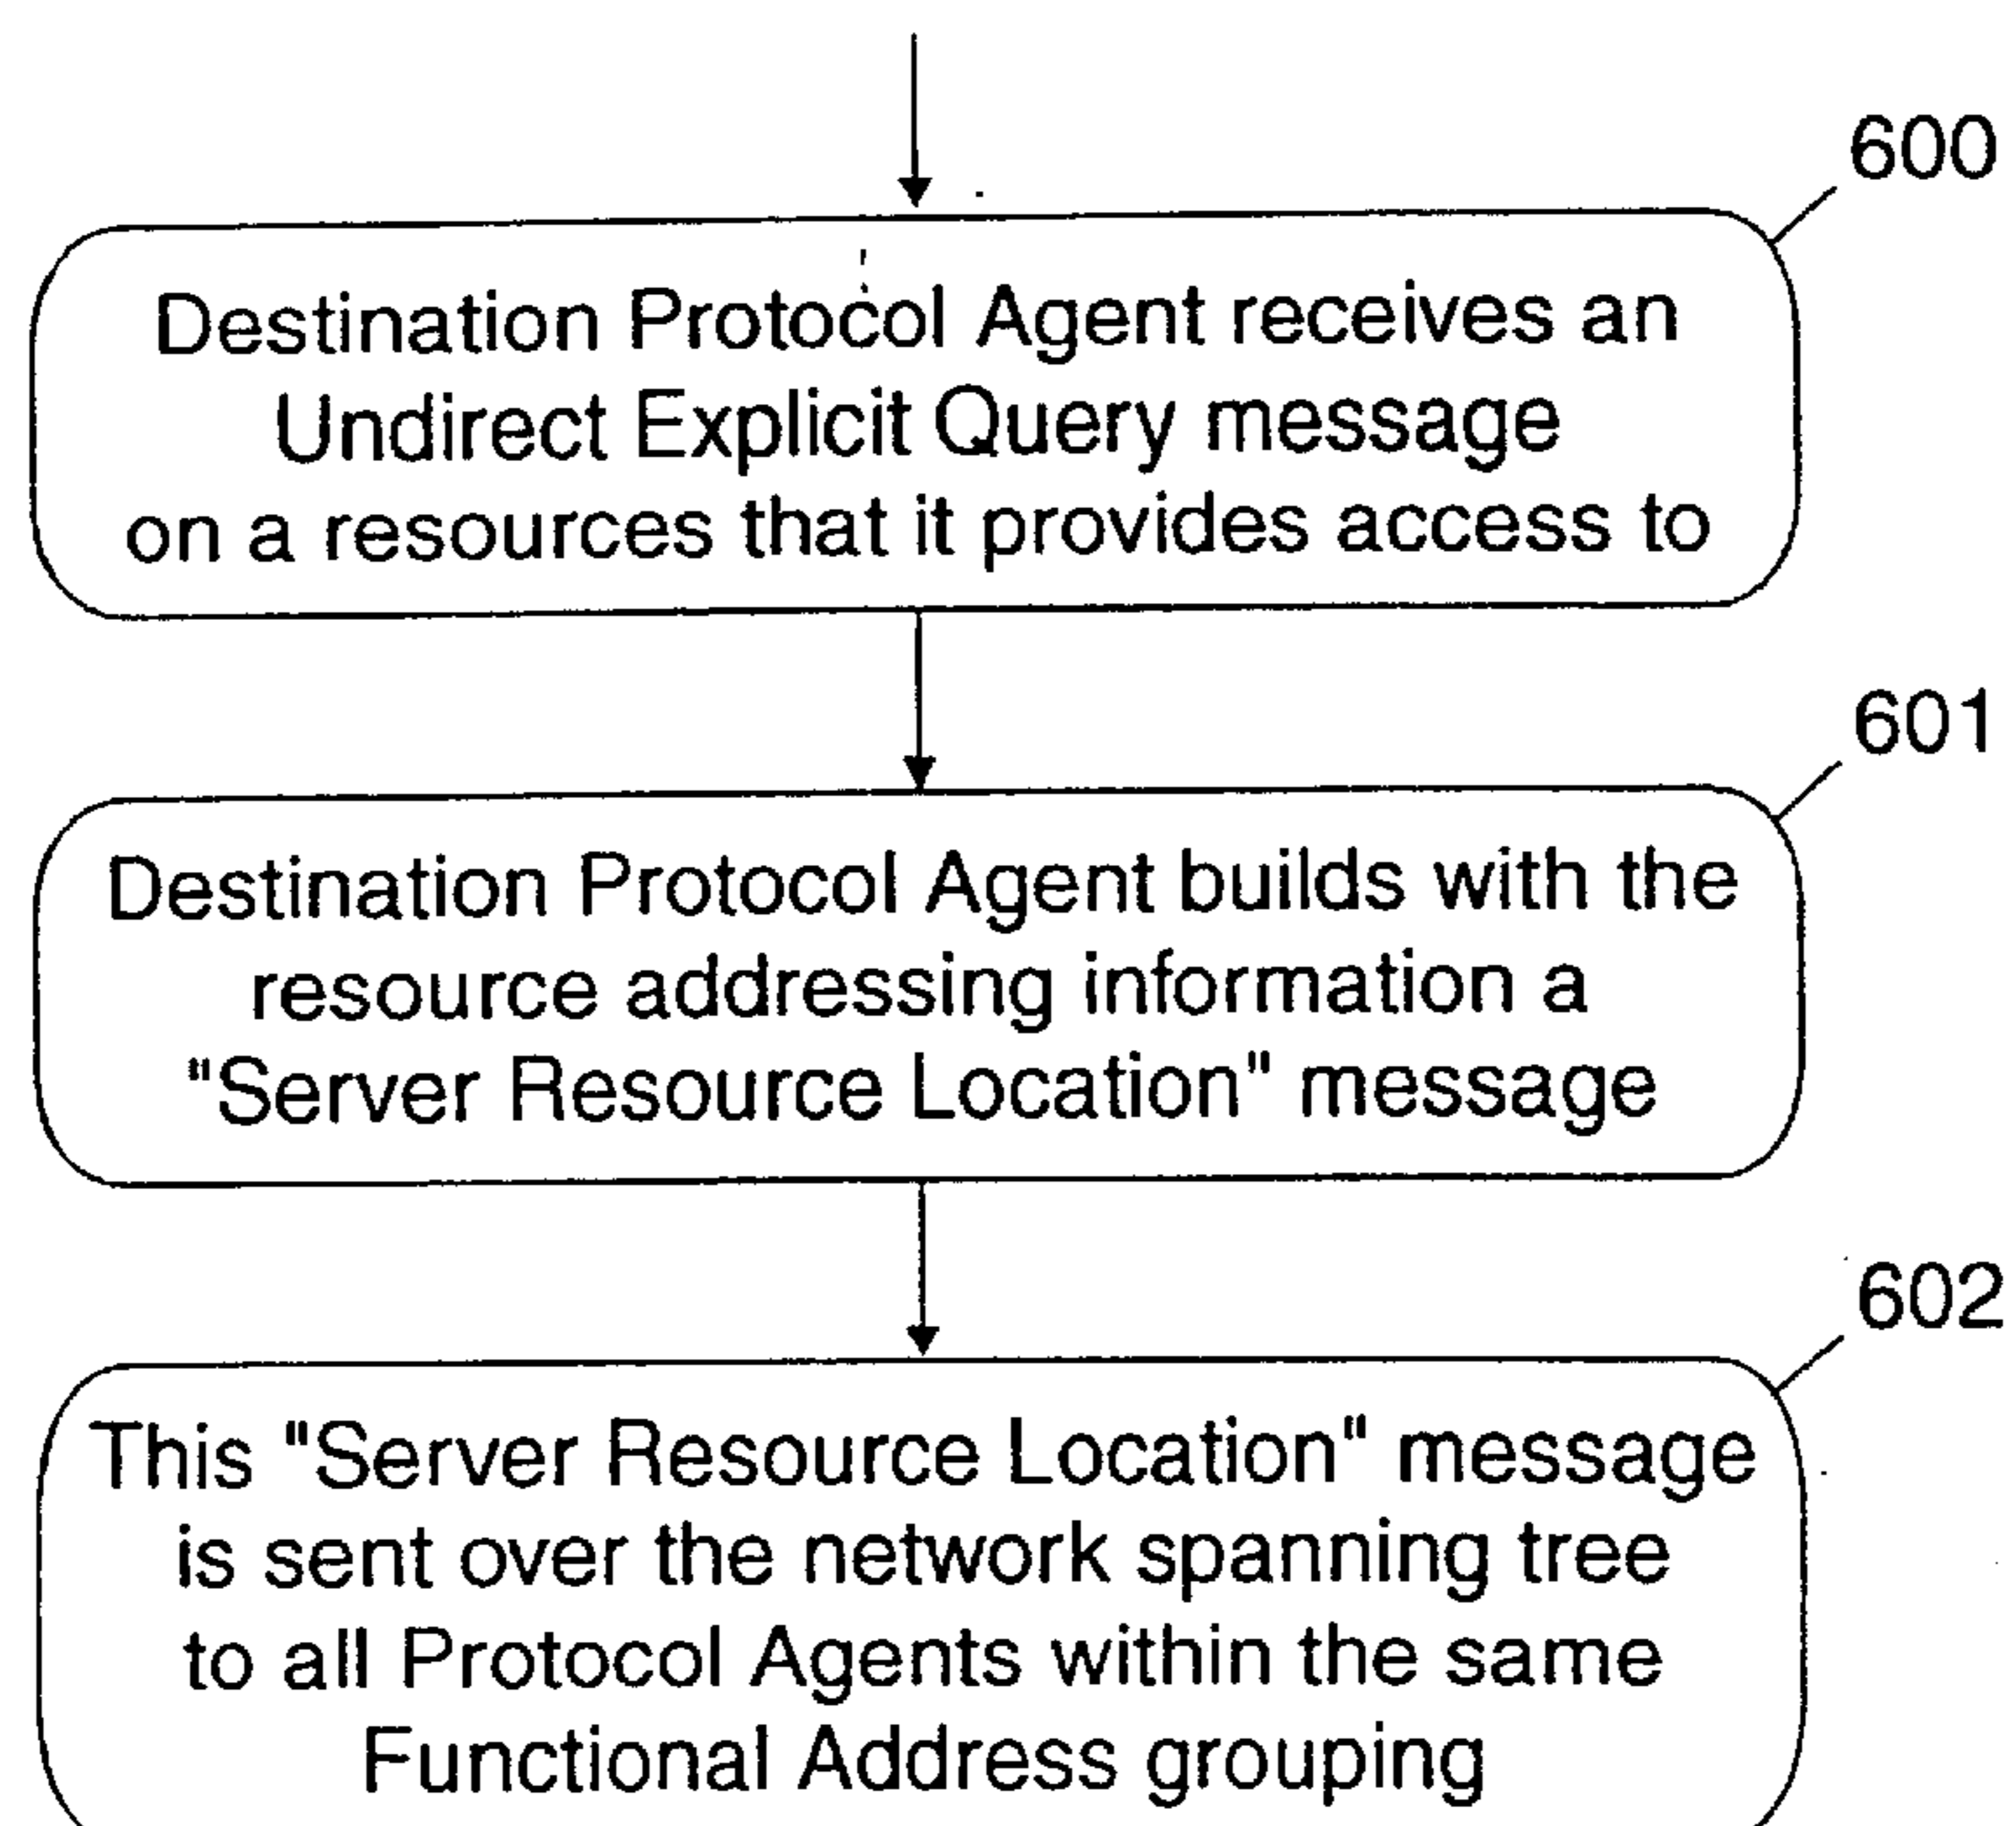 600
Destination Protocol Agent receives an
Undirect Explicit Query message
on a resources that it provides access to
601
Destination Protocol Agent builds with the
resource addressing information a
"Server Resource Location" message
602
This "Server Resource Location" message
is sent over the network spanning tree
to all Protocol Agents within the same
Functional Address grouping